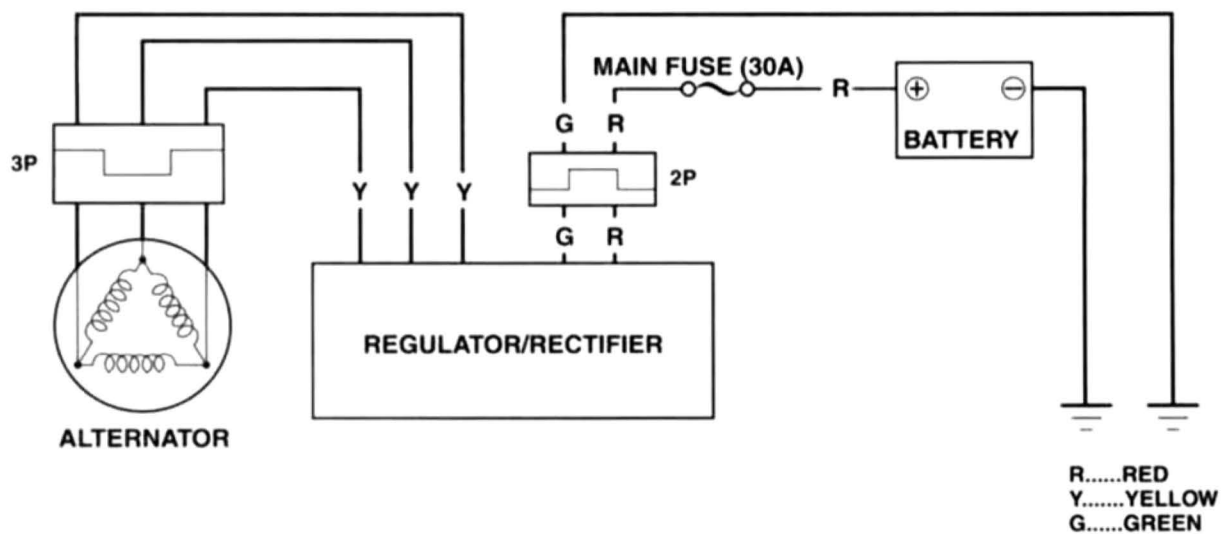 MAIN FUSE (30A)
R
+
−
BATTERY
G R
3P
2P
Y Y Y
G R
REGULATOR/RECTIFIER
ALTERNATOR
R......RED
Y.......YELLOW
G......GREEN